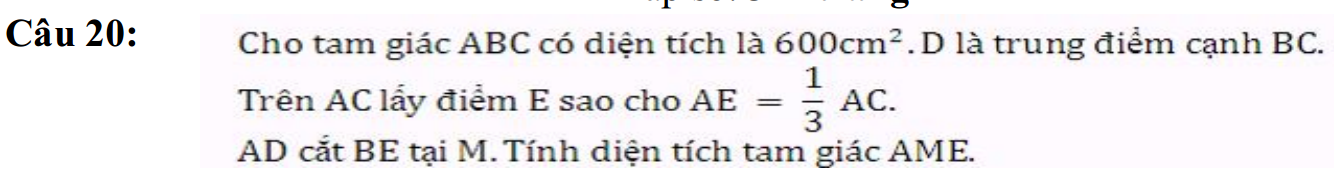 Câu 20:
Cho tam giác ABC có diện tích là 600cm². D là trung điểm cạnh BC.
Trên AC lấy điểm E sao cho AE = 1/3 AC.
AD cắt BE tại M. Tính diện tích tam giác AME.